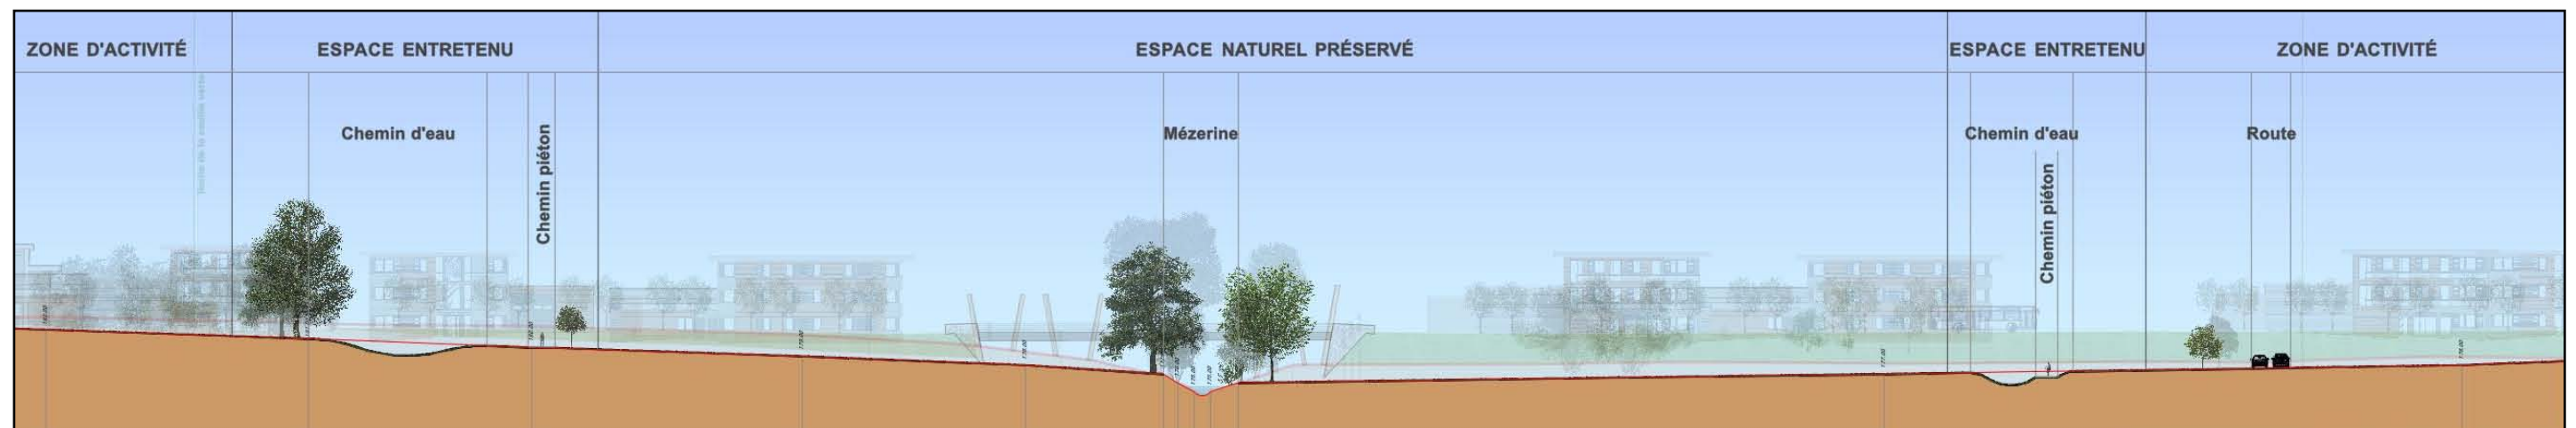 ZONE D'ACTIVITÉ
ESPACE ENTRETENU
ESPACE NATUREL PRÉSERVÉ
ESPACE ENTRETENU
ZONE D'ACTIVITÉ
Chemin d'eau
Chemin piéton
Mézerine
Chemin d'eau
Chemin piéton
Route